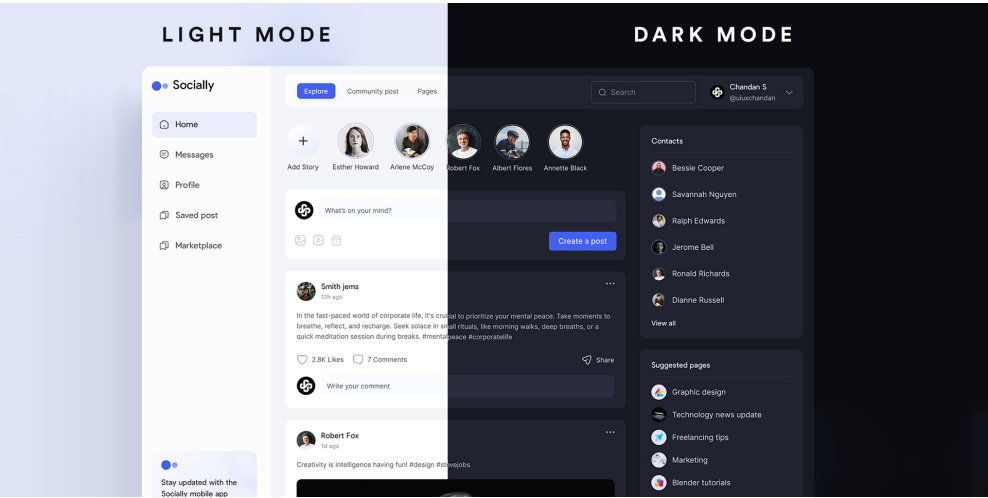 LIGHT MODE
DARK MODE
Socially
Home
Messages
Profile
Saved post
Marketplace
Stay updated with the
Socially mobile app
Explore
Community post
Pages
Search
Chandan S
@uiuxchandan
Add Story
Esther Howard
Arlene McCoy
Robert Fox
Albert Flores
Annette Black
What's on your mind?
Create a post
Smith jems
12h ago
In the fast-paced world of corporate life, it's crucial to prioritize your mental peace. Take moments to
breathe, reflect, and recharge. Seek solace in small rituals, like morning walks, deep breaths, or a
quick meditation session during breaks. #mentalpeace #corporatelife
2.8K Likes
7 Comments
Share
Write your comment
Robert Fox
1d ago
Creativity is intelligence having fun! #design #stevejobs
Contacts
Bessie Cooper
Savannah Nguyen
Ralph Edwards
Jerome Bell
Ronald Richards
Dianne Russell
View all
Suggested pages
Graphic design
Technology news update
Freelancing tips
Marketing
Blender tutorials